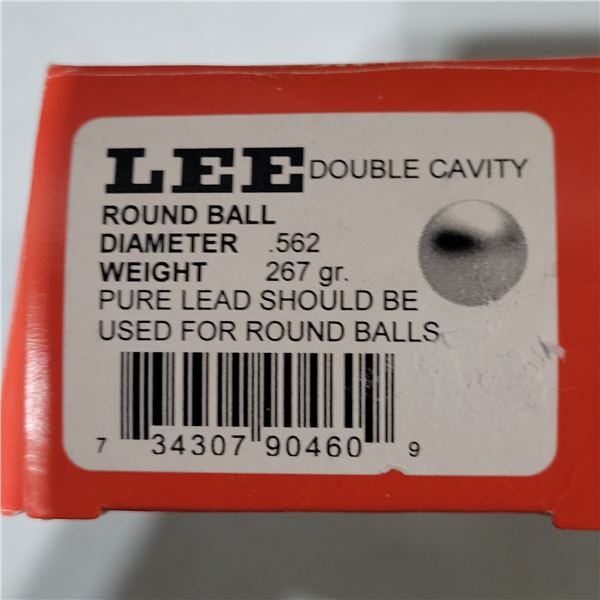 LEE DOUBLE CAVITY
ROUND BALL
DIAMETER .562
WEIGHT 267 gr.
PURE LEAD SHOULD BE
USED FOR ROUND BALLS
7 34307 90460 9